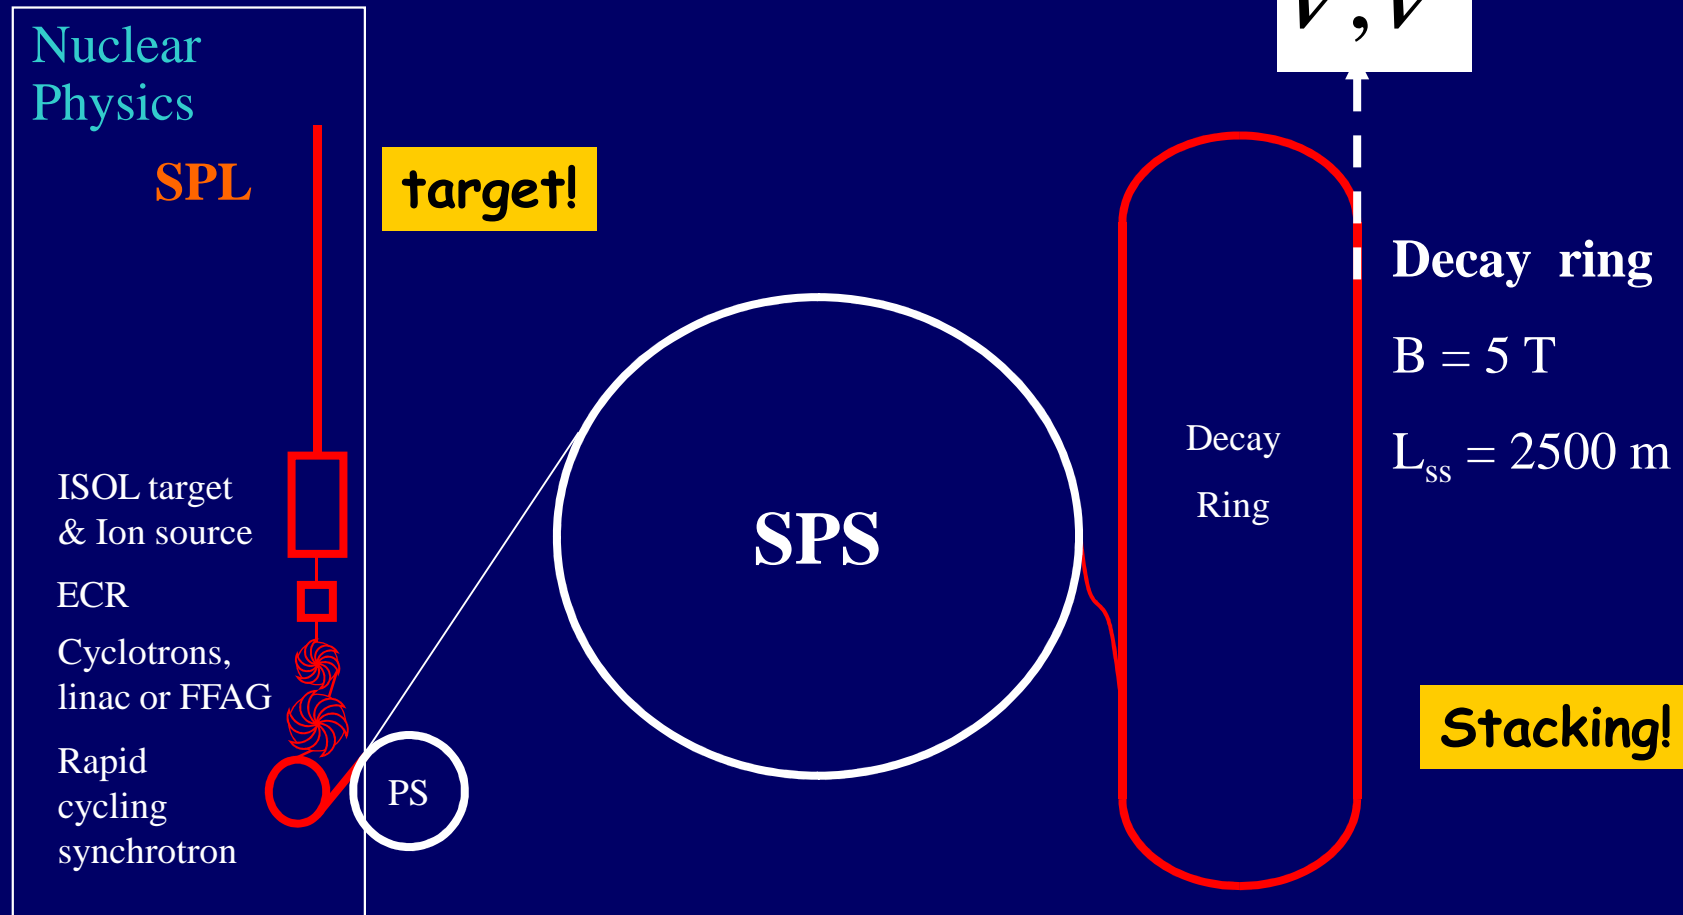 Nuclear
Physics
SPL
target!
ν,ν
Decay ring
B = 5 T
Lss = 2500 m
Decay
Ring
SPS
ISOL target
& Ion source
ECR
Cyclotrons,
linac or FFAG
Rapid
cycling
synchrotron
PS
Stacking!